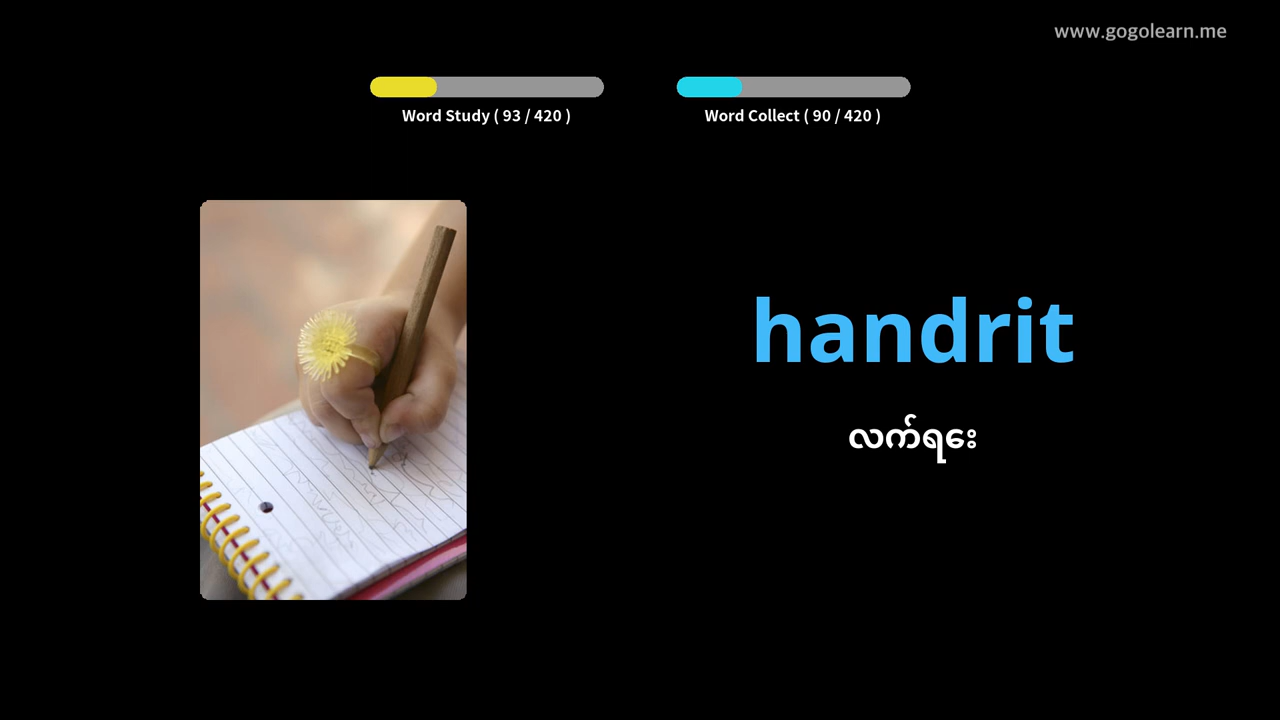 www.gogolearn.me
Word Study ( 93 / 420 )
Word Collect ( 90 / 420 )
handrit
လက်ရေး